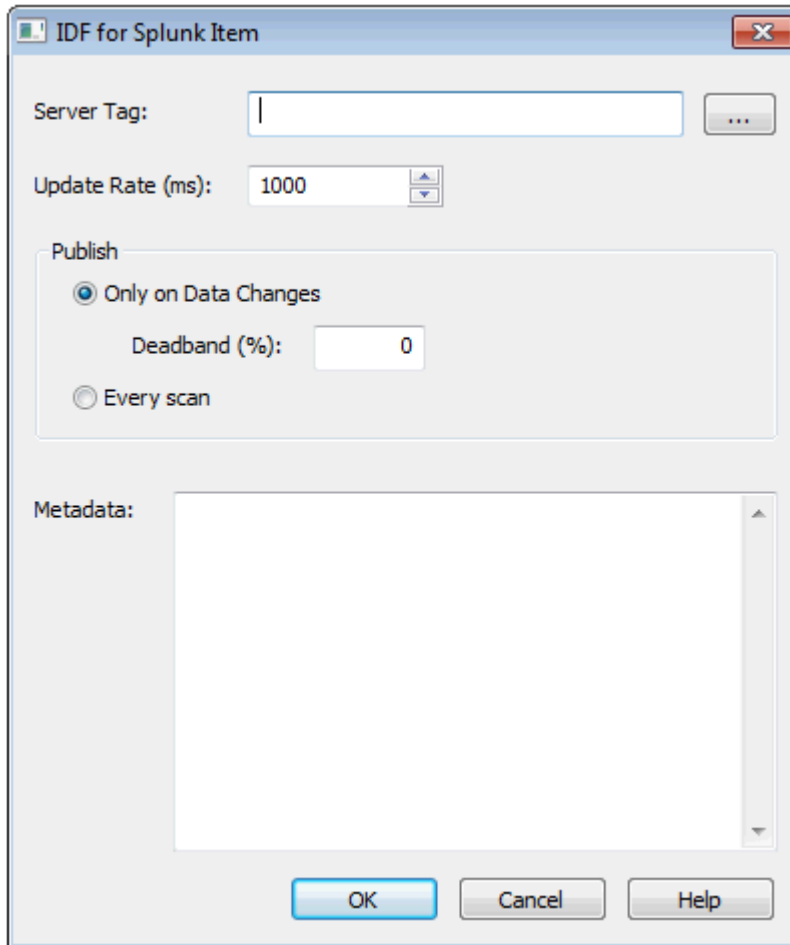 IDF for Splunk Item
Server Tag:
...
Update Rate (ms): 1000
Publish
Only on Data Changes
Deadband (%): 0
Every scan
Metadata:
OK Cancel Help